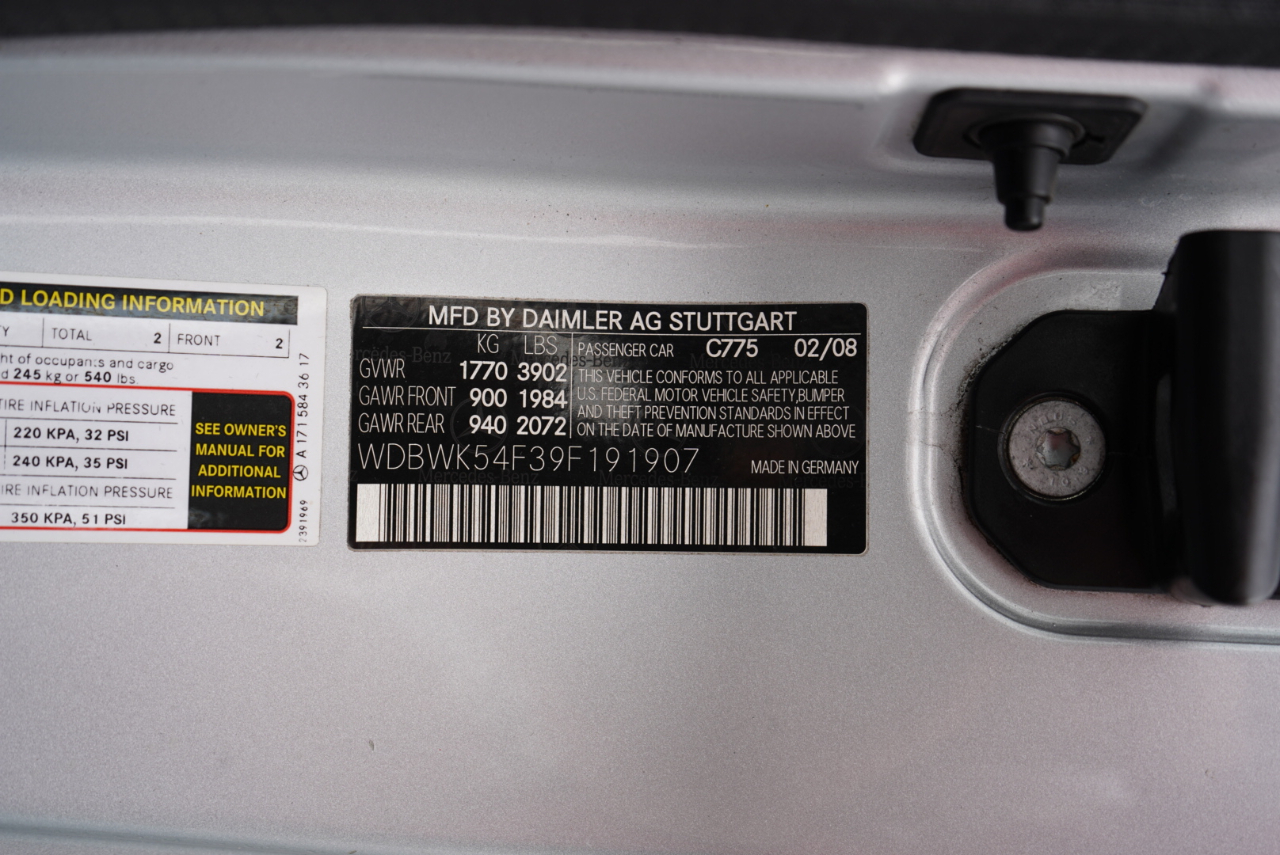 D LOADING INFORMATION
TY TOTAL 2 FRONT 2
ht of occupants and cargo
d 245 kg or 540 lbs.
TIRE INFLATION PRESSURE
220 KPA, 32 PSI
240 KPA, 35 PSI
IRE INFLATION PRESSURE
350 KPA, 51 PSI
SEE OWNER'S
MANUAL FOR
ADDITIONAL
INFORMATION
A 171 584 36 17
2391969
MFD BY DAIMLER AG STUTTGART
KG LBS
GVWR 1770 3902
GAWR FRONT 900 1984
GAWR REAR 940 2072
PASSENGER CAR C775 02/08
THIS VEHICLE CONFORMS TO ALL APPLICABLE
U.S. FEDERAL MOTOR VEHICLE SAFETY,BUMPER
AND THEFT PREVENTION STANDARDS IN EFFECT
ON THE DATE OF MANUFACTURE SHOWN ABOVE
WDBWK54F39F191907
MADE IN GERMANY